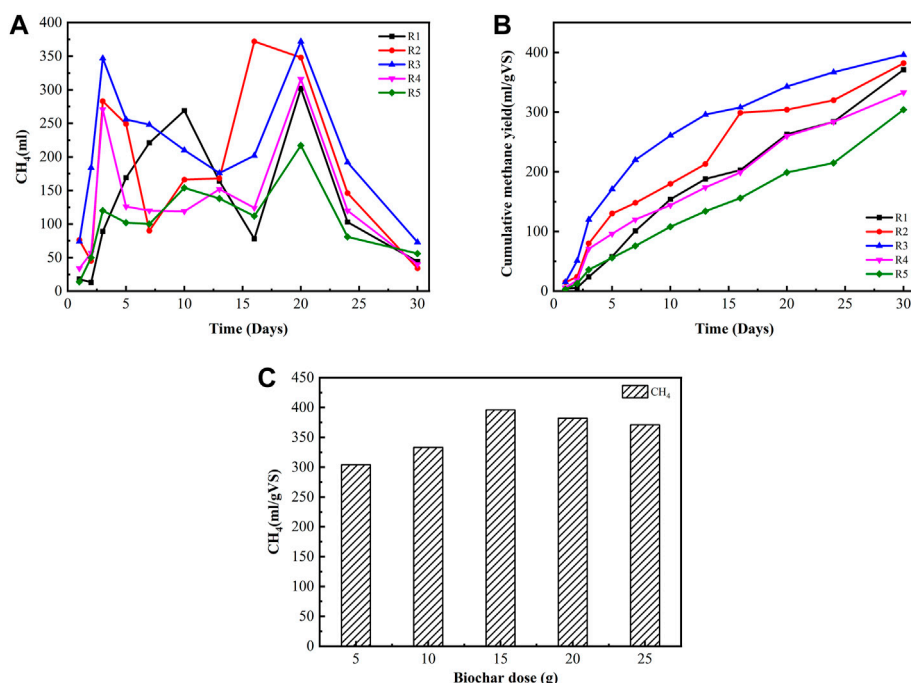 A
CH4(ml)
400
350
300
250
200
150
100
50
0
0
5
10
15
20
25
30
Time (Days)
R1
R2
R3
R4
R5
B
Cumulative methane yield(ml/gVS)
400
300
200
100
0
0
5
10
15
20
25
30
Time (Days)
R1
R2
R3
R4
R5
C
CH4(ml/gVS)
450
400
350
300
250
200
150
100
50
0
5
10
15
20
25
Biochar dose (g)
CH4